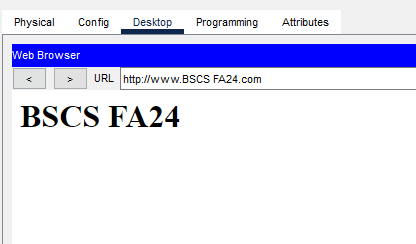 Physical Config Desktop Programming Attributes
Web Browser
< > URL http://www.BSCS FA24.com
BSCS FA24